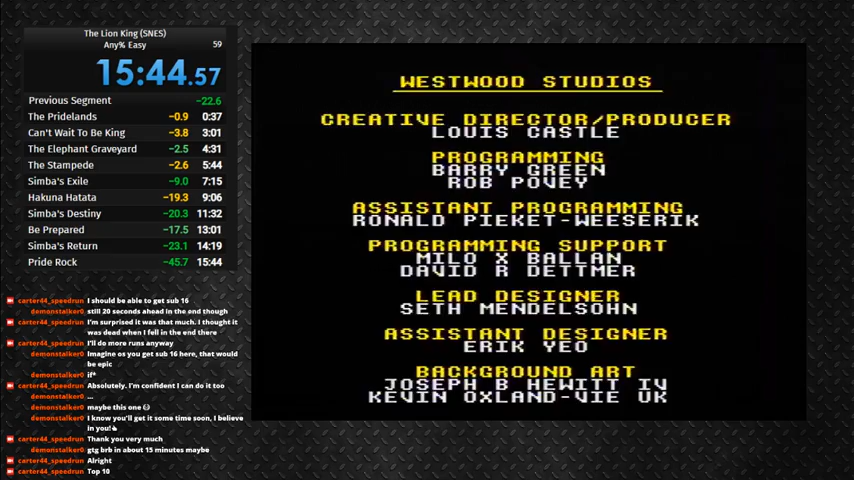 The Lion King (SNES)
Any% Easy
59
15:44.57
Previous Segment −22.6
The Pridelands −0.9 0:37
Can't Wait To Be King −3.8 3:01
The Elephant Graveyard −2.5 4:31
The Stampede −2.6 5:44
Simba's Exile −9.0 7:15
Hakuna Hatata −19.3 9:06
Simba's Destiny −20.3 11:32
Be Prepared −17.5 13:01
Simba's Return −23.1 14:19
Pride Rock −45.7 15:44
carter44_speedrun I should be able to get sub 16
demonstalker0 still 20 seconds ahead in the end though
carter44_speedrun I'm surprised it was that much. I thought it
was dead when I fell in the end there
carter44_speedrun I'll do more runs anyway
demonstalker0 Imagine os you get sub 16 here, that would
be epic
demonstalker0 if*
carter44_speedrun Absolutely. I'm confident I can do it too
demonstalker0 ...
demonstalker0 maybe this one
demonstalker0 I know you'll get it some time soon, I believe
in you!
carter44_speedrun Thank you very much
demonstalker0 gtg brb in about 15 minutes maybe
carter44_speedrun Alright
carter44_speedrun Top 10
WESTWOOD STUDIOS
CREATIVE DIRECTOR/PRODUCER
LOUIS CASTLE
PROGRAMMING
BARRY GREEN
ROB POVEY
ASSISTANT PROGRAMMING
RONALD PIEKET-WEESERIK
PROGRAMMING SUPPORT
MILO X BALLAN
DAVID R DETTMER
LEAD DESIGNER
SETH MENDELSOHN
ASSISTANT DESIGNER
ERIK YEO
BACKGROUND ART
JOSEPH B HEWITT IV
KEVIN OXLAND-VIE UK